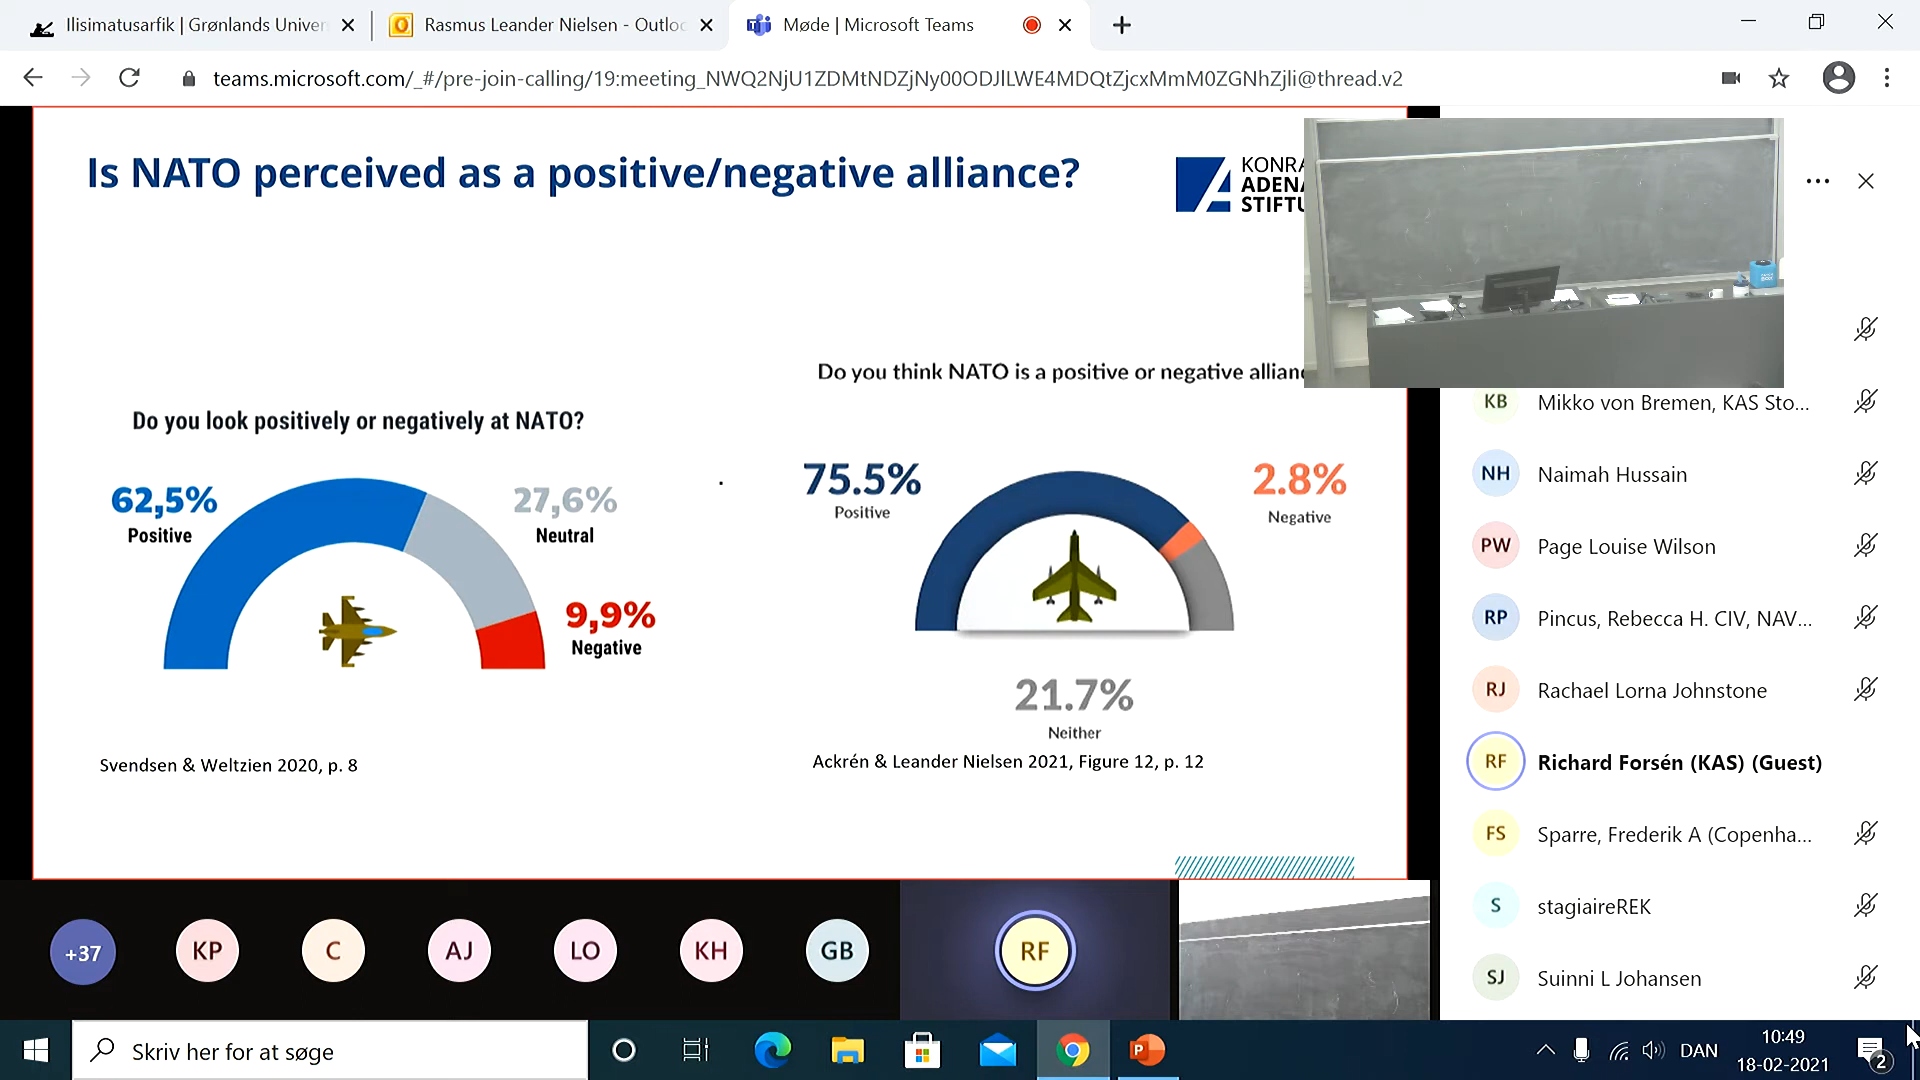 Ilisimatusarfik | Grønlands Univer
Rasmus Leander Nielsen - Outloo
Møde | Microsoft Teams
teams.microsoft.com/_#/pre-join-calling/19:meeting_NWQ2NjU1ZDMtNDZjNy00ODJlLWE4MDQtZjcxMmM0ZGNhZjli@thread.v2
Is NATO perceived as a positive/negative alliance?
KONRA
ADENA
STIFTU
Do you look positively or negatively at NATO?
62,5%
Positive
27,6%
Neutral
9,9%
Negative
Svendsen & Weltzien 2020, p. 8
Do you think NATO is a positive or negative allianc
75.5%
Positive
2.8%
Negative
21.7%
Neither
Ackrén & Leander Nielsen 2021, Figure 12, p. 12
KB Mikko von Bremen, KAS Sto...
NH Naimah Hussain
PW Page Louise Wilson
RP Pincus, Rebecca H. CIV, NAV...
RJ Rachael Lorna Johnstone
RF Richard Forsén (KAS) (Guest)
FS Sparre, Frederik A (Copenha...
S stagiaireREK
SJ Suinni L Johansen
+37 KP C AJ LO KH GB RF
Skriv her for at søge
DAN
10:49
18-02-2021
2